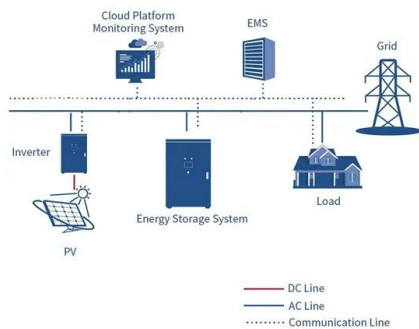 Cloud Platform
Monitoring System
EMS
Grid
Inverter
Energy Storage System
Load
PV
DC Line
AC Line
Communication Line